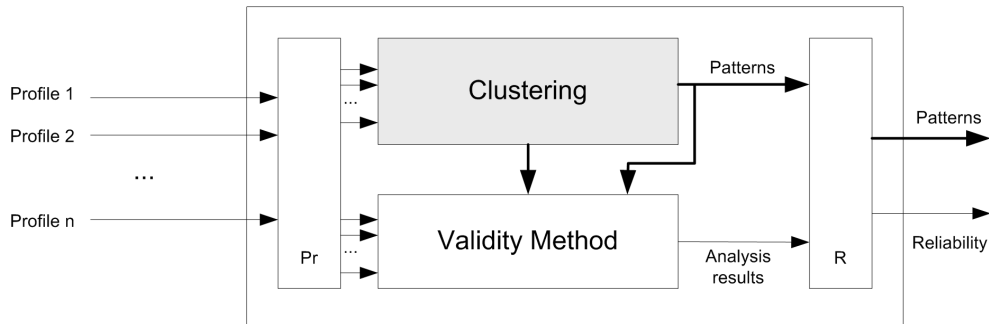 Profile 1
Profile 2
...
Profile n
Pr
...
...
Clustering
Validity Method
Patterns
Analysis
results
R
Patterns
Reliability